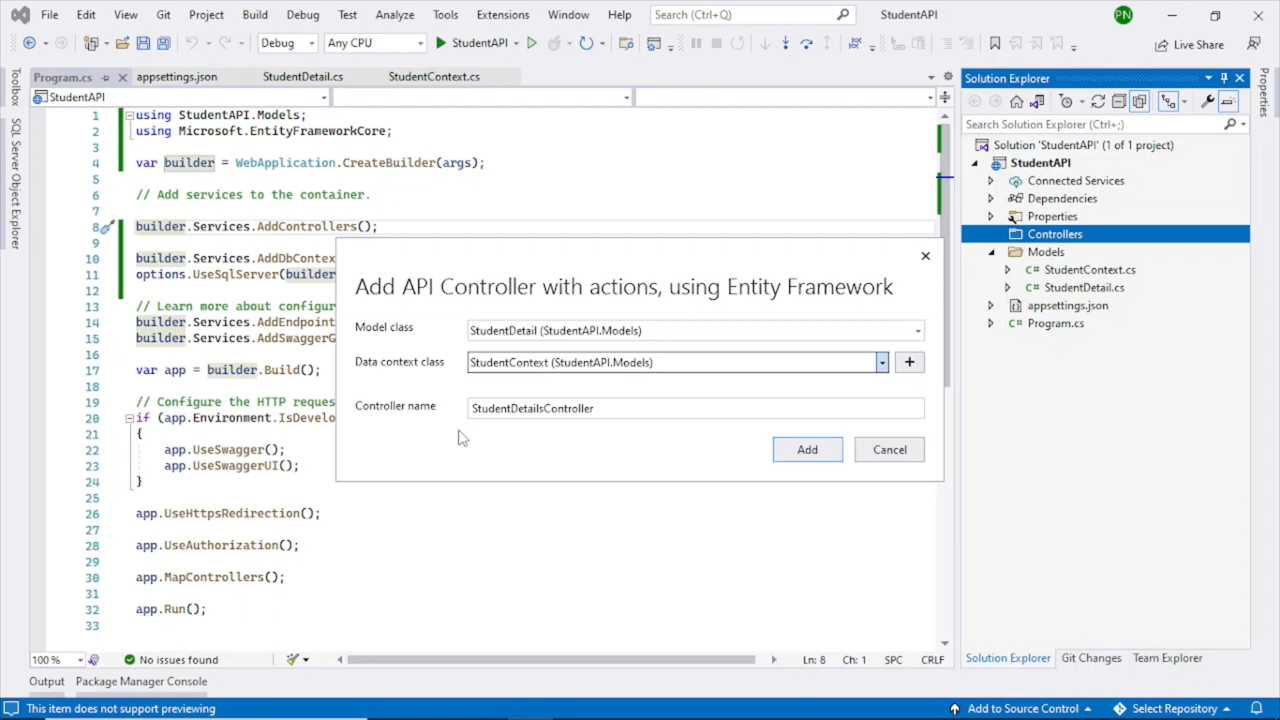 File Edit View Git Project Build Debug Test Analyze Tools Extensions Window Help Search (Ctrl+Q) StudentAPI PN
Debug Any CPU StudentAPI Live Share
Toolbox
SQL Server Object Explorer
Program.cs appsettings.json StudentDetail.cs StudentContext.cs
StudentAPI
1 using StudentAPI.Models;
2 using Microsoft.EntityFrameworkCore;
3
4 var builder = WebApplication.CreateBuilder(args);
5
6 // Add services to the container.
7
8 builder.Services.AddControllers();
9
10 builder.Services.AddDbContex
11 options.UseSqlServer(builder
12
13 // Learn more about configur
14 builder.Services.AddEndpoint
15 builder.Services.AddSwaggerG
16
17 var app = builder.Build();
18
19 // Configure the HTTP reques
20 if (app.Environment.IsDevelo
21 {
22 app.UseSwagger();
23 app.UseSwaggerUI();
24 }
25
26 app.UseHttpsRedirection();
27
28 app.UseAuthorization();
29
30 app.MapControllers();
31
32 app.Run();
33
Add API Controller with actions, using Entity Framework
Model class StudentDetail (StudentAPI.Models)
Data context class StudentContext (StudentAPI.Models)
Controller name StudentDetailsController
Add Cancel
Solution Explorer
Search Solution Explorer (Ctrl+;)
Solution 'StudentAPI' (1 of 1 project)
StudentAPI
Connected Services
Dependencies
Properties
Controllers
Models
C# StudentContext.cs
C# StudentDetail.cs
appsettings.json
C# Program.cs
Properties
100 % No issues found Ln: 8 Ch: 1 SPC CRLF
Solution Explorer Git Changes Team Explorer
Output Package Manager Console
This item does not support previewing Add to Source Control Select Repository